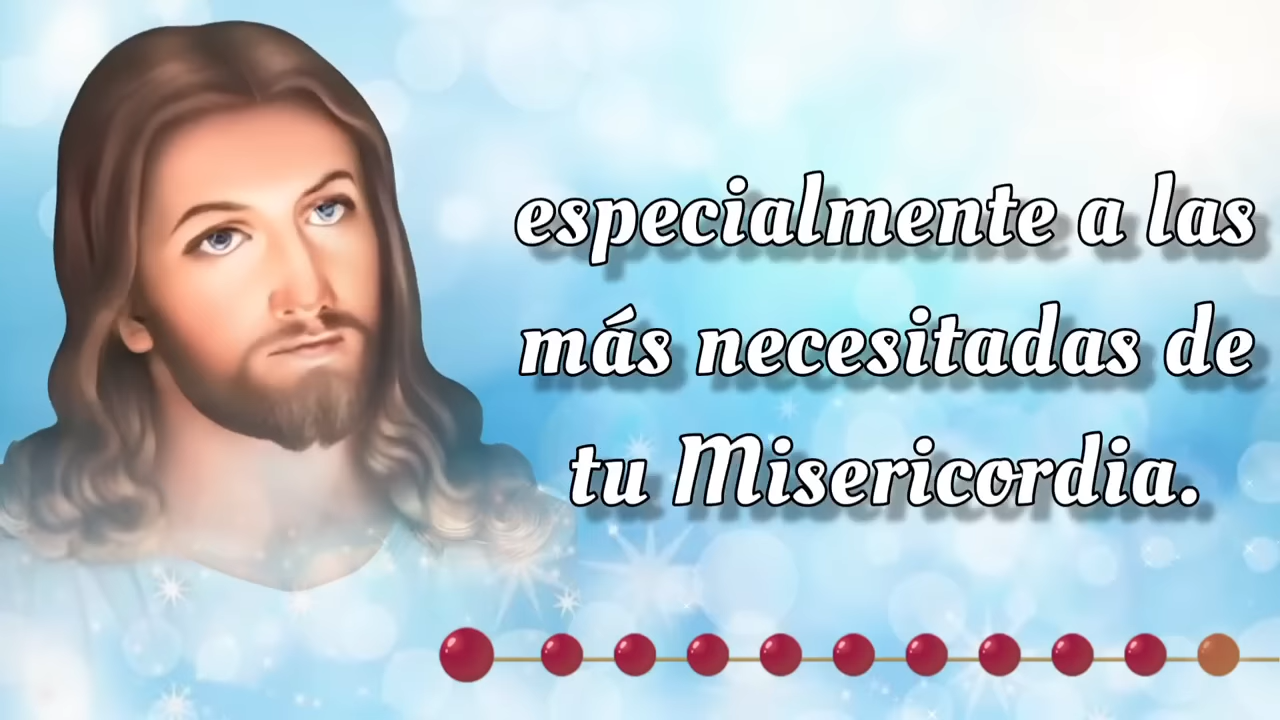 especialmente a las
más necesitadas de
tu Misericordia.